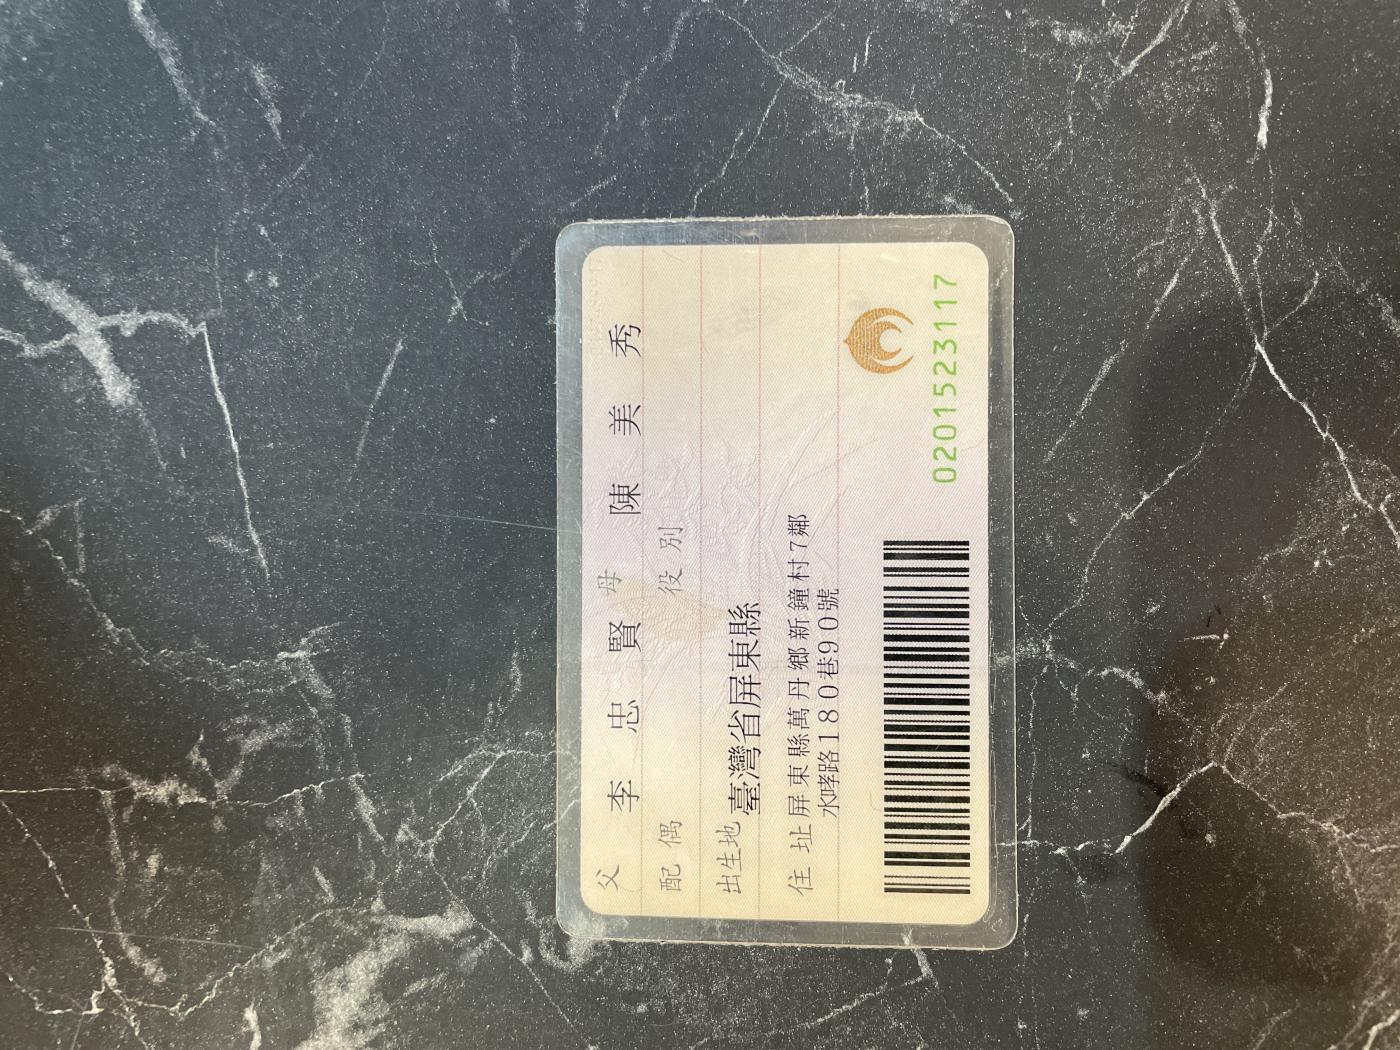 父 李忠賢 母 陳美秀
配偶 役別
出生地 臺灣省屏東縣
住址 屏東縣萬丹鄉新鐘村7鄰
水哮路180巷90號
0201523117